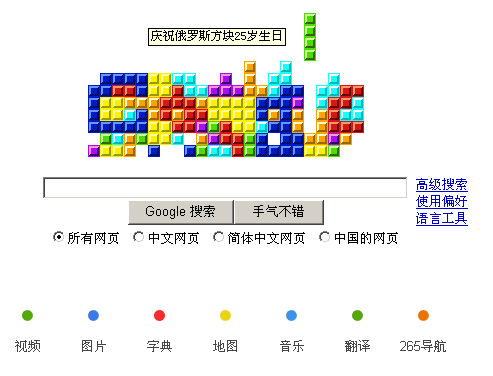 庆祝俄罗斯方块25岁生日
高级搜索
使用偏好
语言工具
Google 搜索 手气不错
所有网页 中文网页 简体中文网页 中国的网页
视频 图片 字典 地图 音乐 翻译 265导航